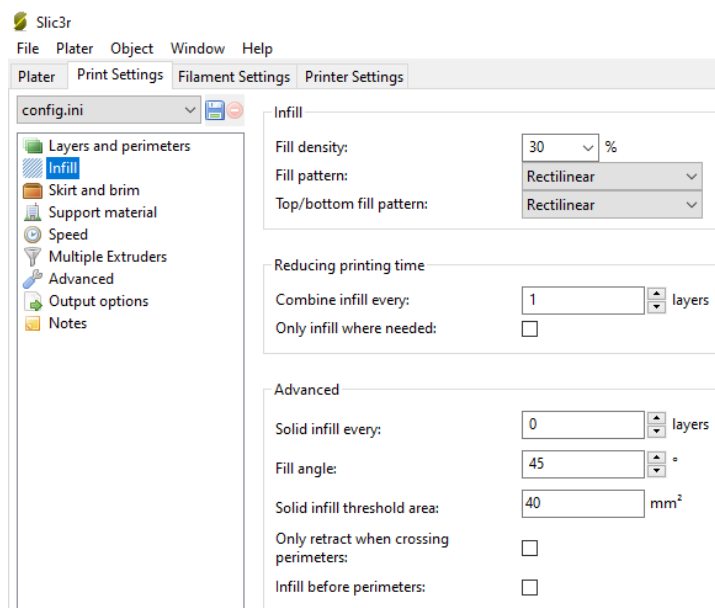 Slic3r
File Plater Object Window Help
Plater Print Settings Filament Settings Printer Settings
config.ini
Layers and perimeters
Infill
Skirt and brim
Support material
Speed
Multiple Extruders
Advanced
Output options
Notes
Infill
Fill density: 30 %
Fill pattern: Rectilinear
Top/bottom fill pattern: Rectilinear
Reducing printing time
Combine infill every: 1 layers
Only infill where needed:
Advanced
Solid infill every: 0 layers
Fill angle: 45 °
Solid infill threshold area: 40 mm²
Only retract when crossing
perimeters:
Infill before perimeters: